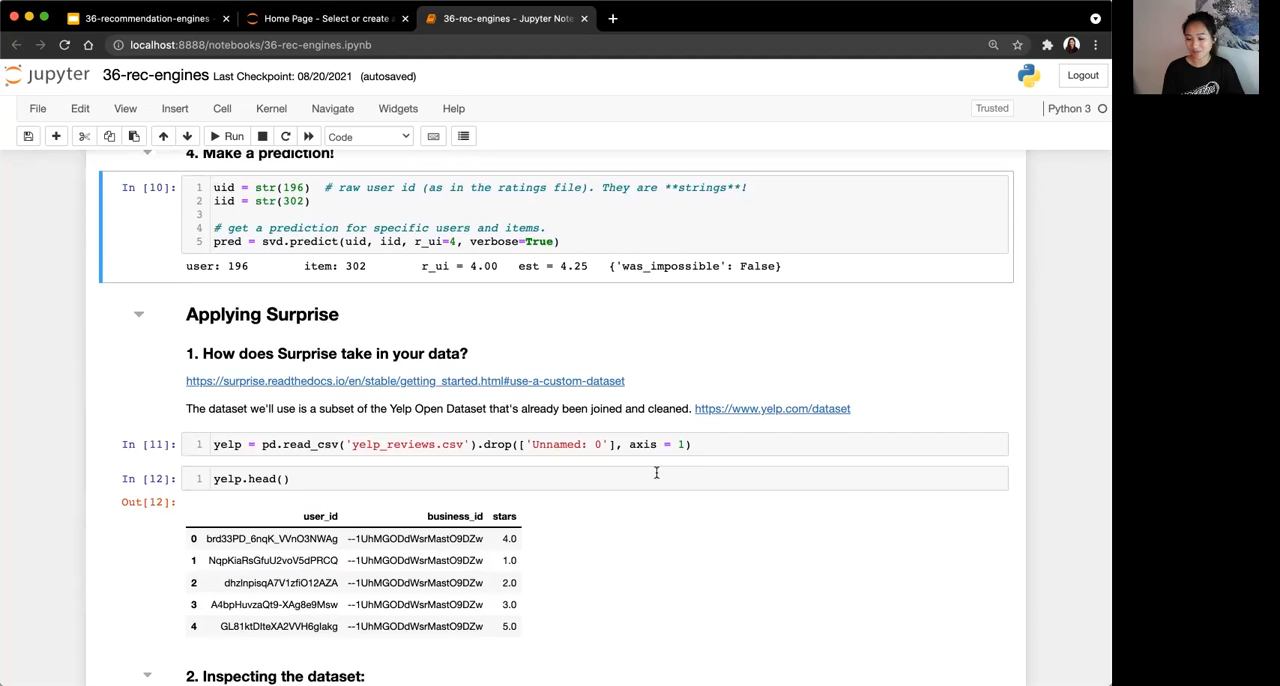 36-recommendation-engines
Home Page - Select or create a
36-rec-engines - Jupyter Note
localhost:8888/notebooks/36-rec-engines.ipynb
jupyter
36-rec-engines Last Checkpoint: 08/20/2021 (autosaved)
Logout
File Edit View Insert Cell Kernel Navigate Widgets Help
Trusted
Python 3
Run
Code
4. Make a prediction!
In [10]:
1 uid = str(196)  # raw user id (as in the ratings file). They are **strings**!
2 iid = str(302)
3
4 # get a prediction for specific users and items.
5 pred = svd.predict(uid, iid, r_ui=4, verbose=True)
user: 196 item: 302 r_ui = 4.00 est = 4.25 {'was_impossible': False}
Applying Surprise
1. How does Surprise take in your data?
https://surprise.readthedocs.io/en/stable/getting_started.html#use-a-custom-dataset
The dataset we'll use is a subset of the Yelp Open Dataset that's already been joined and cleaned. https://www.yelp.com/dataset
In [11]: 1 yelp = pd.read_csv('yelp_reviews.csv').drop(['Unnamed: 0'], axis = 1)
In [12]: 1 yelp.head()
Out[12]:
user_id business_id stars
0 brd33PD_6nqK_VVnO3NWAg --1UhMGODdWsrMastO9DZw 4.0
1 NqpKiaRsGfuU2voV5dPRCQ --1UhMGODdWsrMastO9DZw 1.0
2 dhzlnpisqA7V1zfiO12AZA --1UhMGODdWsrMastO9DZw 2.0
3 A4bpHuvzaQt9-XAg8e9Msw --1UhMGODdWsrMastO9DZw 3.0
4 GL81ktDIteXA2VVH6glakg --1UhMGODdWsrMastO9DZw 5.0
2. Inspecting the dataset: